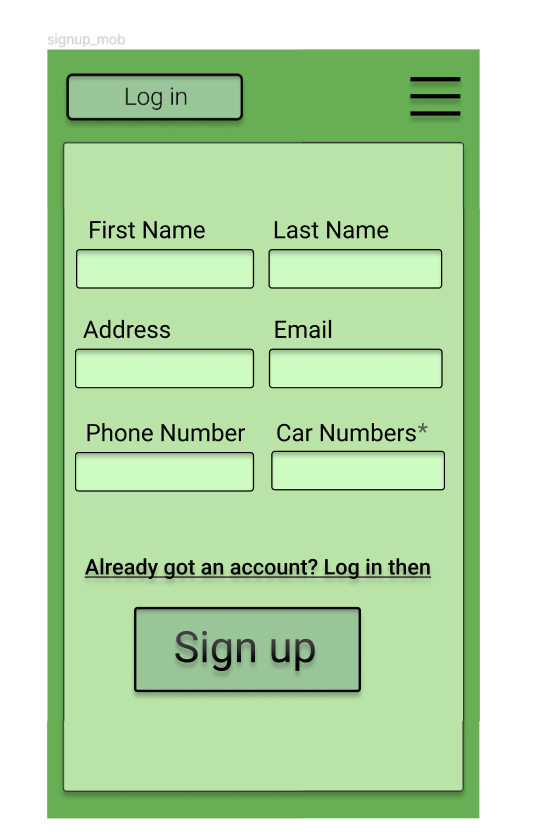 signup_mob
Log in
First Name Last Name
Address Email
Phone Number Car Numbers*
Already got an account? Log in then
Sign up